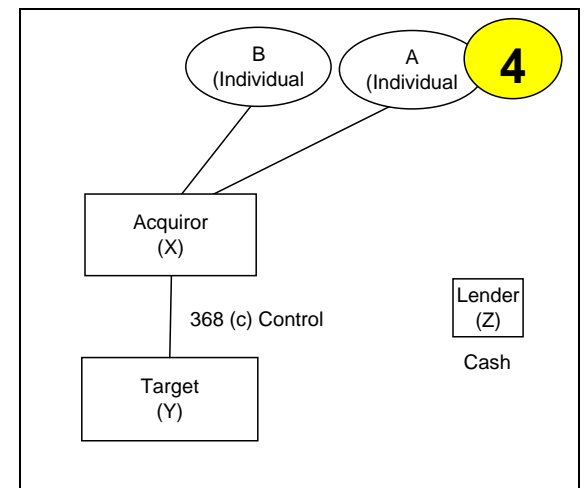 B
(Individual
A
(Individual
4
Acquiror
(X)
368 (c) Control
Lender
(Z)
Cash
Target
(Y)